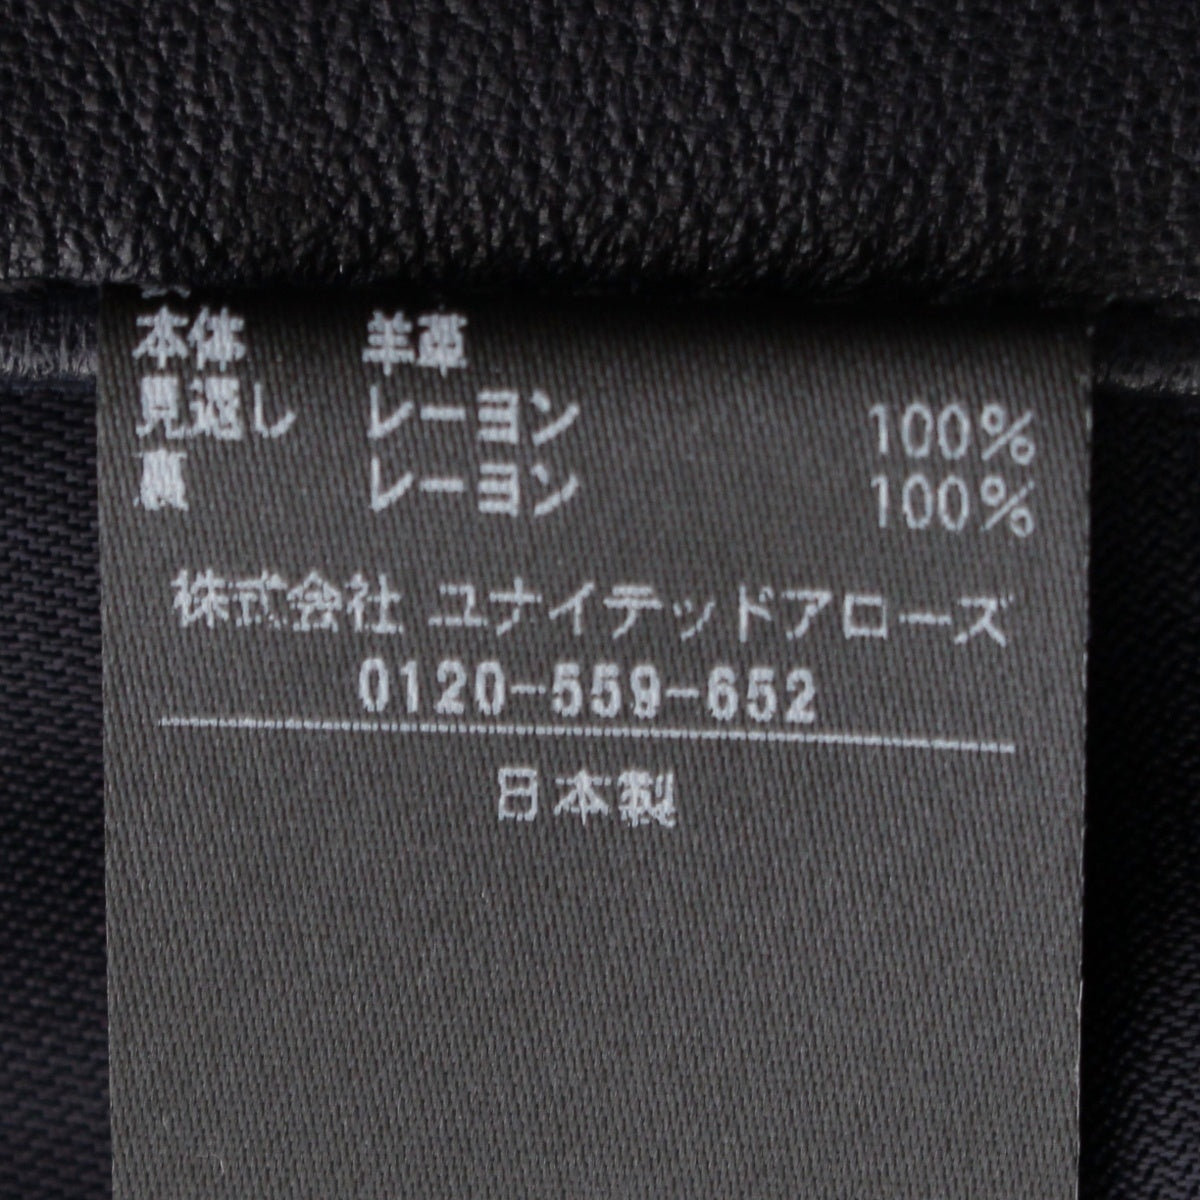 本体 羊革
見返し レーヨン 100%
裏 レーヨン 100%
株式会社 ユナイテッドアローズ
0120-559-652
日本製